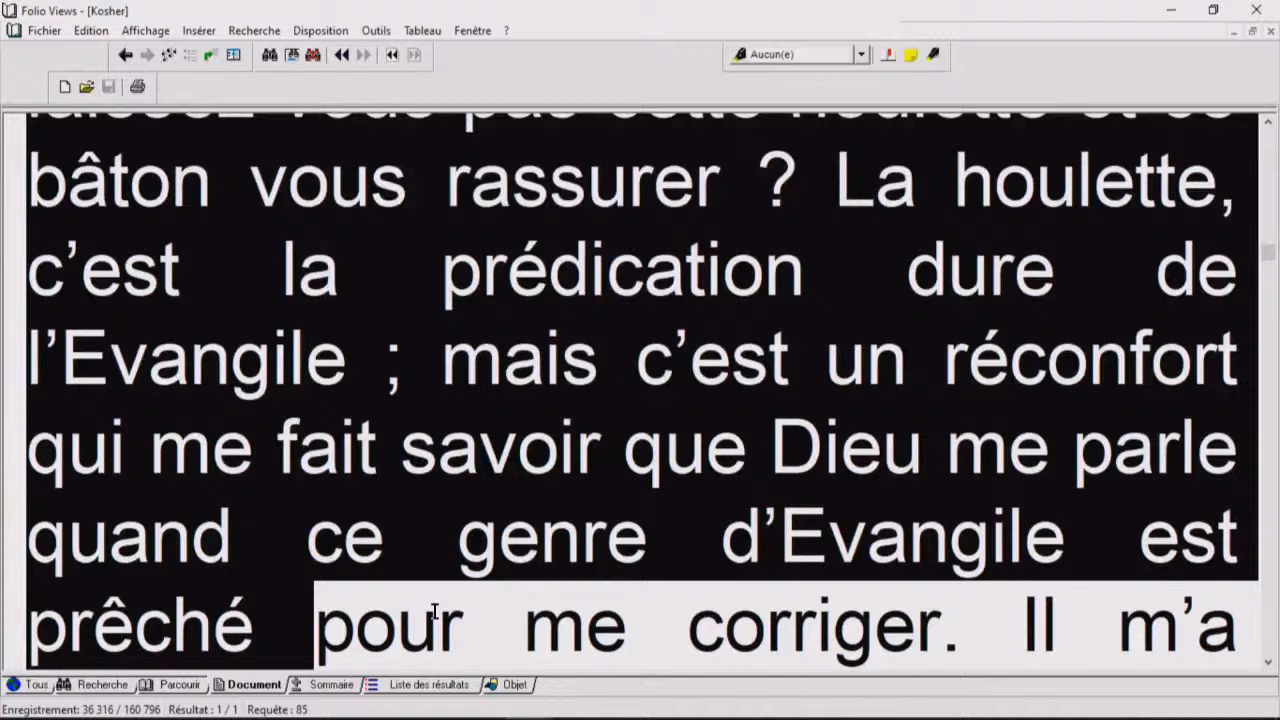 Folio Views - [Kosher]
Fichier Edition Affichage Insérer Recherche Disposition Outils Tableau Fenêtre ?
Aucun(e)
bâton vous rassurer ? La houlette,
c’est la prédication dure de
l’Evangile ; mais c’est un réconfort
qui me fait savoir que Dieu me parle
quand ce genre d’Evangile est
prêché pour me corriger. Il m’a
Tous Recherche Parcourir Document Sommaire Liste des résultats Objet
Enregistrement: 36 316 / 160 796 Résultat : 1 / 1 Requête : 85